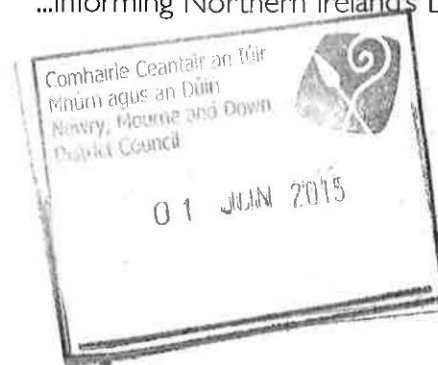 ...informing Northern Ireland's
Comhairle Ceantair an Iúir
Mhúrn agus an Dúin
Newry, Mourne and Down
District Council
01 JUN 2015